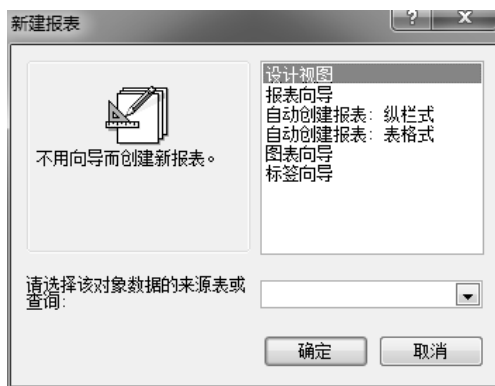 新建报表
?
X
不用向导而创建新报表。
设计视图
报表向导
自动创建报表：纵栏式
自动创建报表：表格式
图表向导
标签向导
请选择该对象数据的来源表或
查询:
确定
取消